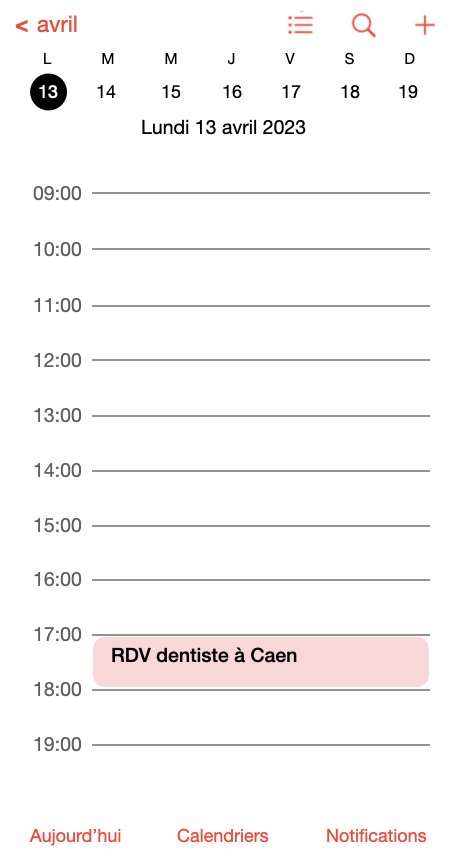 < avril
L M M J V S D
13 14 15 16 17 18 19
Lundi 13 avril 2023
09:00
10:00
11:00
12:00
13:00
14:00
15:00
16:00
17:00
RDV dentiste à Caen
18:00
19:00
Aujourd’hui Calendriers Notifications